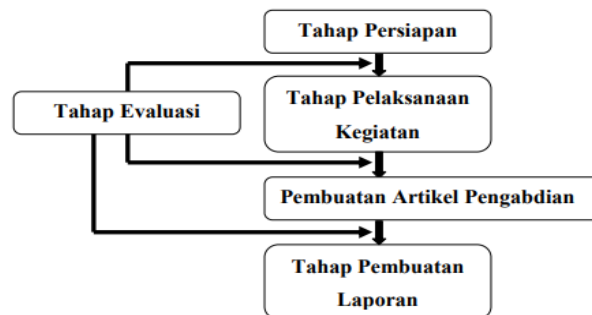 Tahap Persiapan
Tahap Evaluasi
Tahap Pelaksanaan
Kegiatan
Pembuatan Artikel Pengabdian
Tahap Pembuatan
Laporan